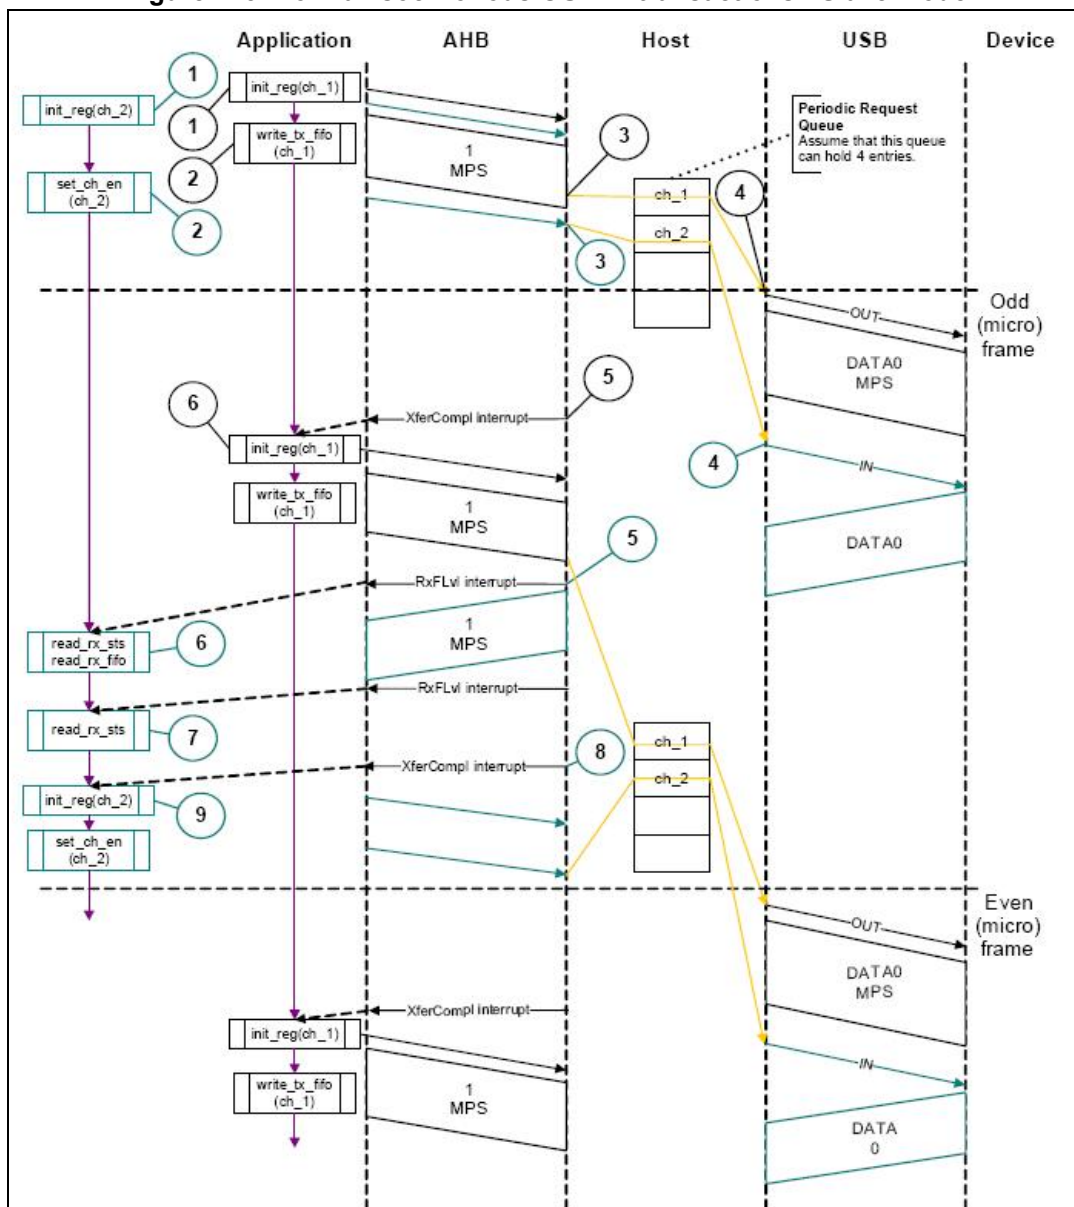 Application
AHB
Host
USB
Device
1
init_reg(ch_1)
init_reg(ch_2)
1
write_tx_fifo
(ch_1)
2
set_ch_en
(ch_2)
2
1
MPS
3
3
Periodic Request
Queue
Assume that this queue
can hold 4 entries.
4
ch_1
ch_2
Odd
(micro)
frame
OUT
DATA0
MPS
5
6
XferCompl interrupt
init_reg(ch_1)
4
IN
write_tx_fifo
(ch_1)
1
MPS
5
DATA0
RxFLvl interrupt
read_rx_sts
read_rx_fifo
6
1
MPS
RxFLvl interrupt
read_rx_sts
7
8
ch_1
XferCompl interrupt
ch_2
init_reg(ch_2)
9
set_ch_en
(ch_2)
Even
(micro)
frame
OUT
DATA0
MPS
XferCompl interrupt
init_reg(ch_1)
IN
write_tx_fifo
(ch_1)
1
MPS
DATA
0